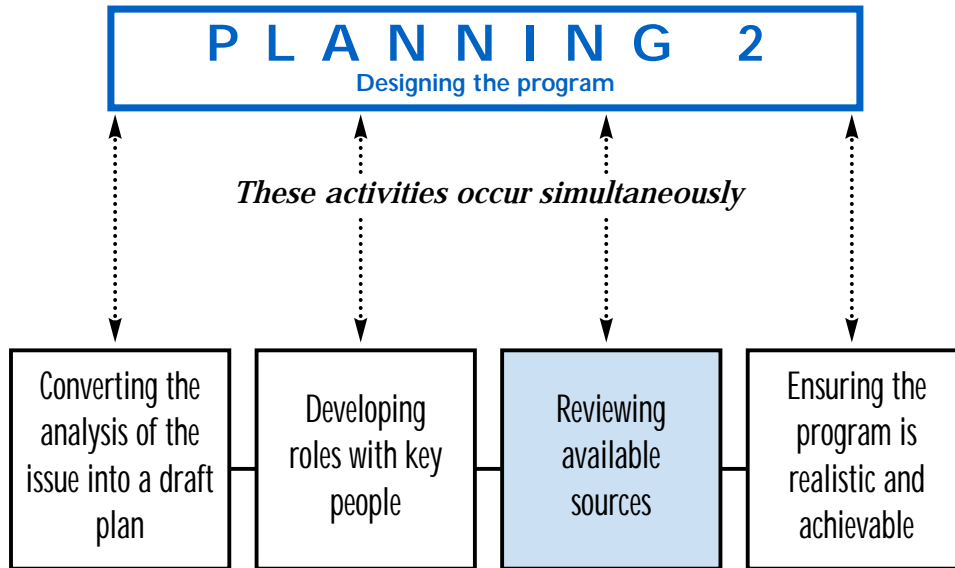 PLANNING 2
Designing the program
These activities occur simultaneously
Converting the
analysis of the
issue into a draft
plan
Developing
roles with key
people
Reviewing
available
sources
Ensuring the
program is
realistic and
achievable